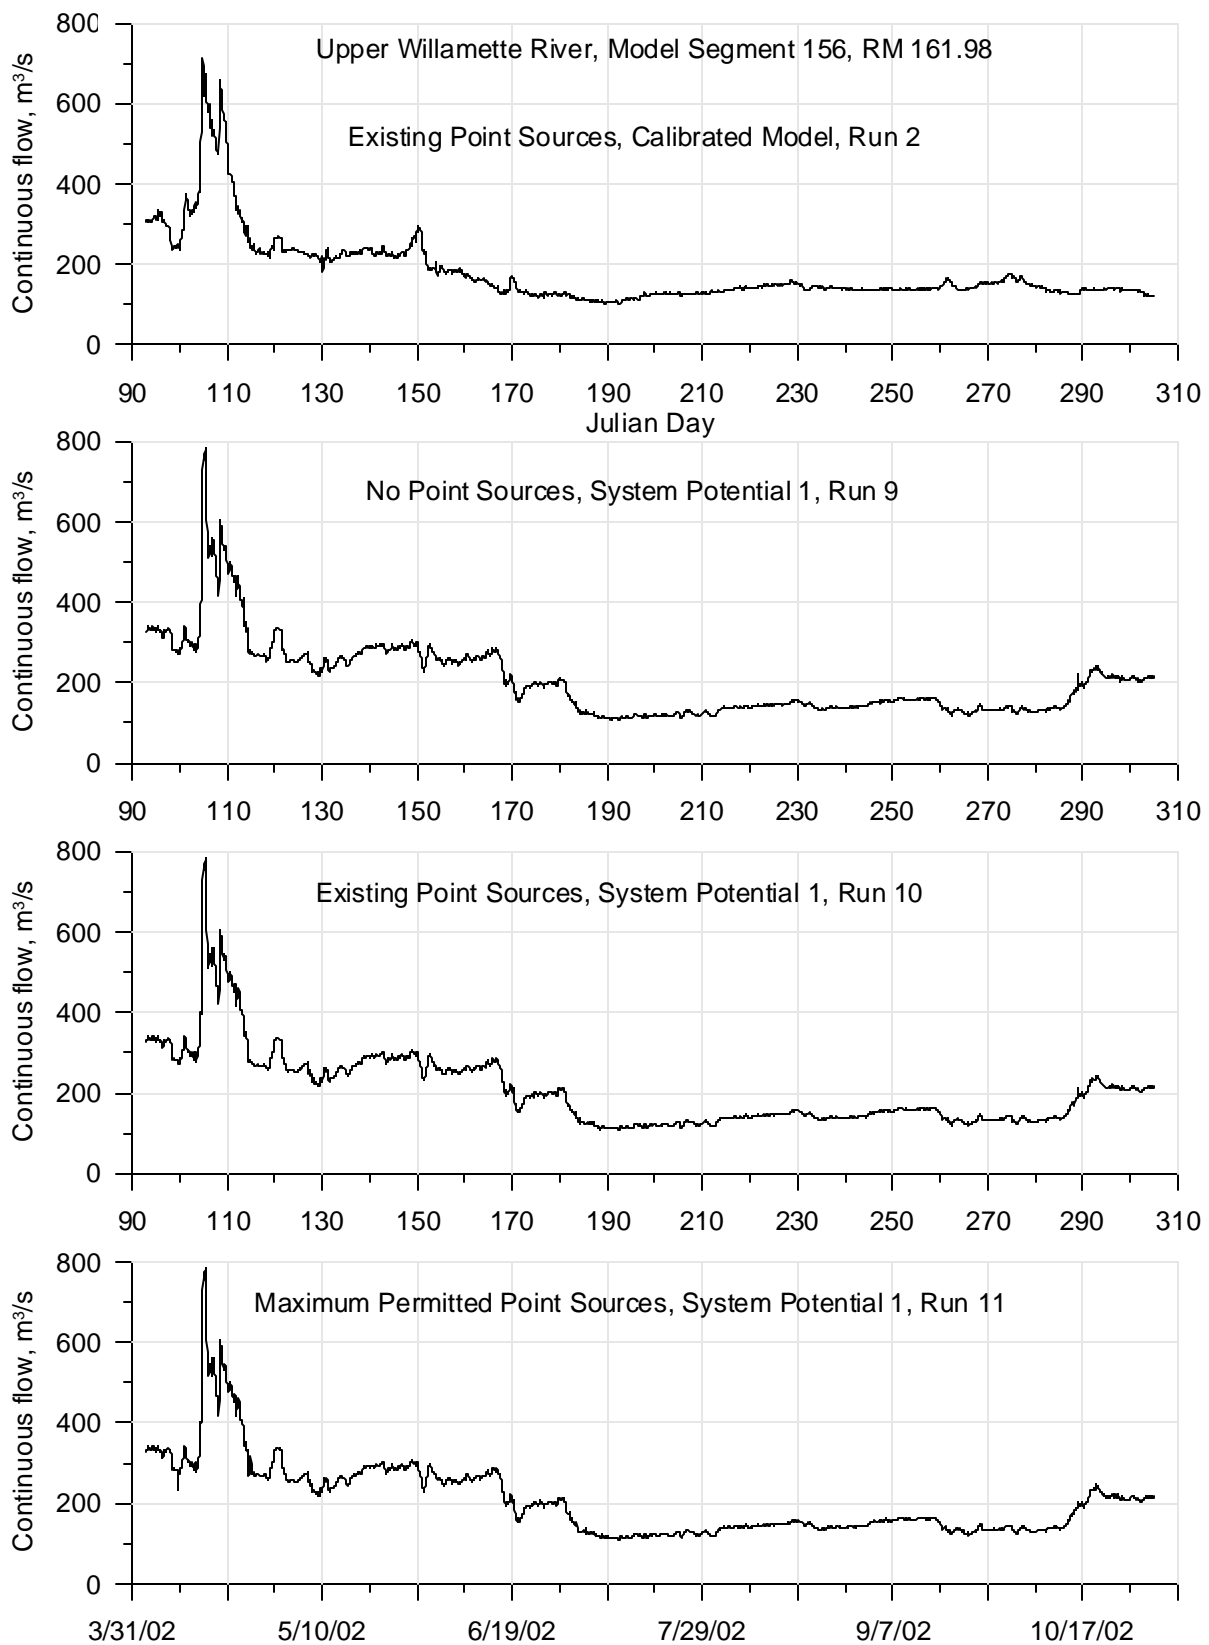 800
Upper Willamette River, Model Segment 156, RM 161.98
600
Existing Point Sources, Calibrated Model, Run 2
400
200
0
Continuous flow, m³/s
90 110 130 150 170 190 210 230 250 270 290 310
Julian Day
800
No Point Sources, System Potential 1, Run 9
600
400
200
0
Continuous flow, m³/s
90 110 130 150 170 190 210 230 250 270 290 310
800
Existing Point Sources, System Potential 1, Run 10
600
400
200
0
Continuous flow, m³/s
90 110 130 150 170 190 210 230 250 270 290 310
800
Maximum Permitted Point Sources, System Potential 1, Run 11
600
400
200
0
Continuous flow, m³/s
3/31/02 5/10/02 6/19/02 7/29/02 9/7/02 10/17/02